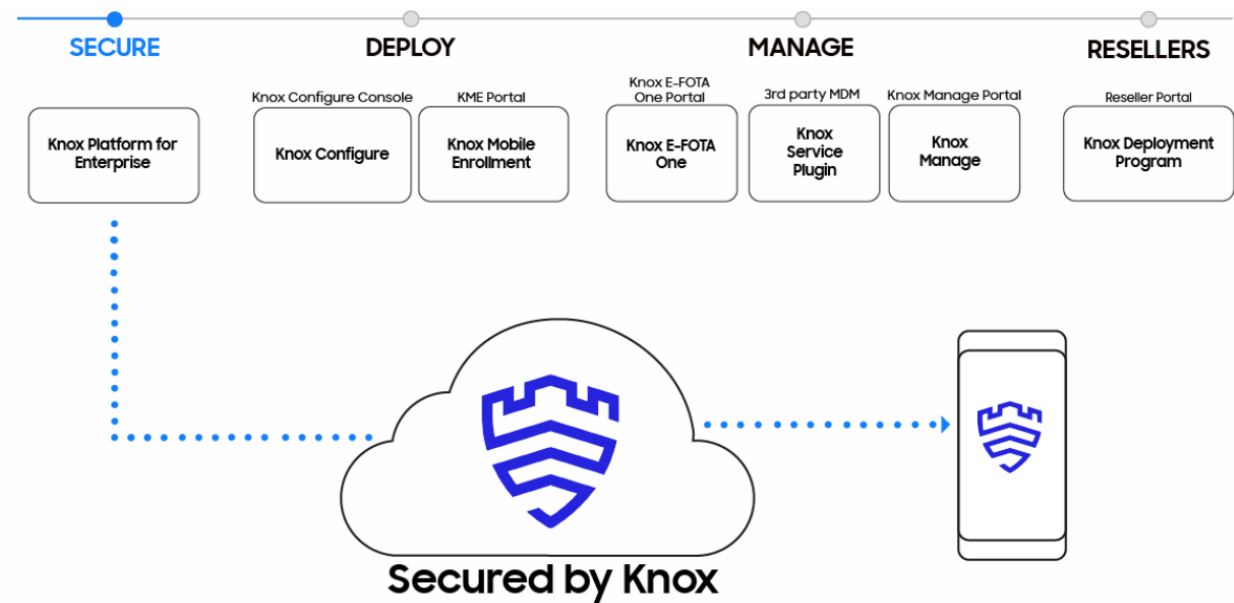 SECURE
DEPLOY
MANAGE
RESELLERS
Knox Platform for
Enterprise
Knox Configure Console
Knox Configure
KME Portal
Knox Mobile
Enrollment
Knox E-FOTA
One Portal
Knox E-FOTA
One
3rd party MDM
Knox
Service
Plugin
Knox Manage Portal
Knox
Manage
Reseller Portal
Knox Deployment
Program
Secured by Knox